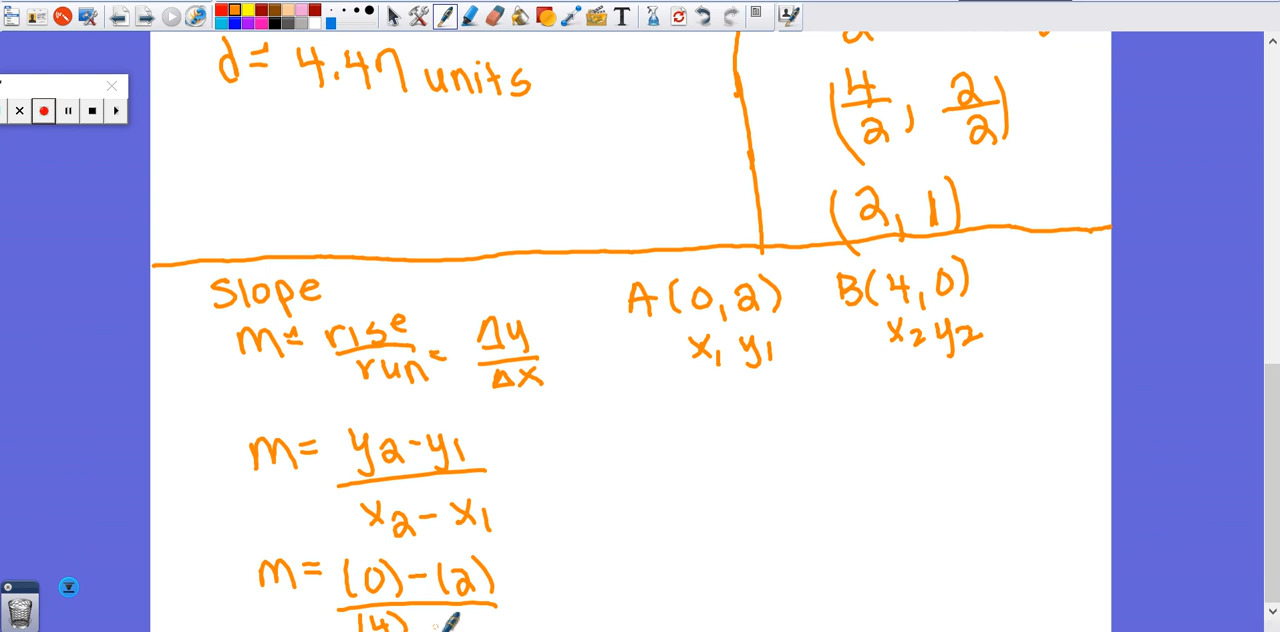 d = 4.47 units
(4/2, 2/2)
(2, 1)
Slope
m = rise/run = Δy/Δx
A(0,2) B(4,0)
x₁ y₁ x₂ y₂
m = y₂-y₁
x₂ - x₁
m = (0) - (2)
(4)